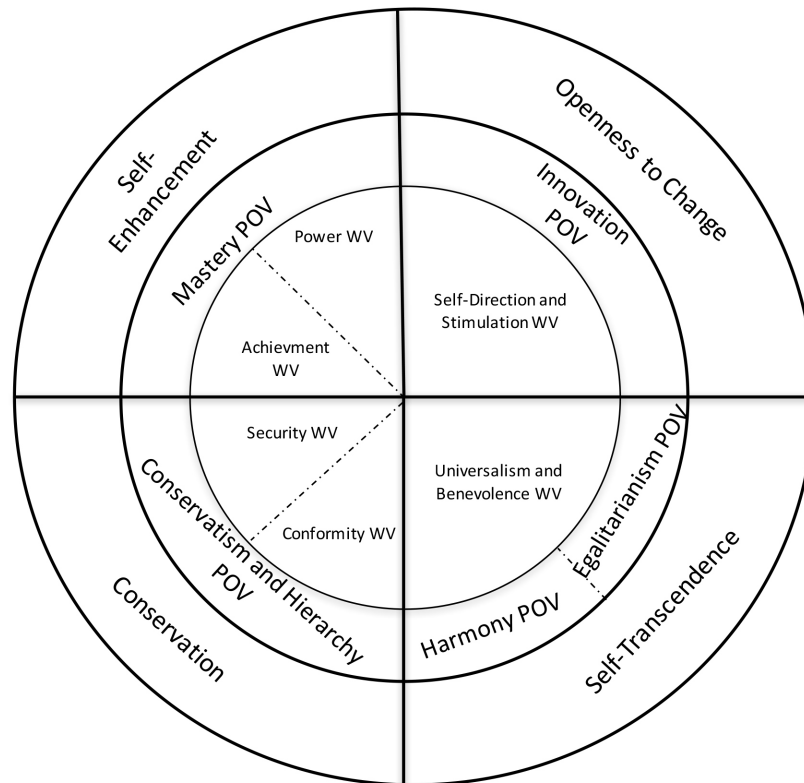 Self-
Enhancement
Openness to Change
Mastery POV
Innovation
POV
Power WV
Self-Direction and
Stimulation WV
Achievment
WV
Security WV
Conformity WV
Universalism and
Benevolence WV
Conservatism and Hierarchy
POV
Egalitarianism POV
Harmony POV
Conservation
Self-Transcendence